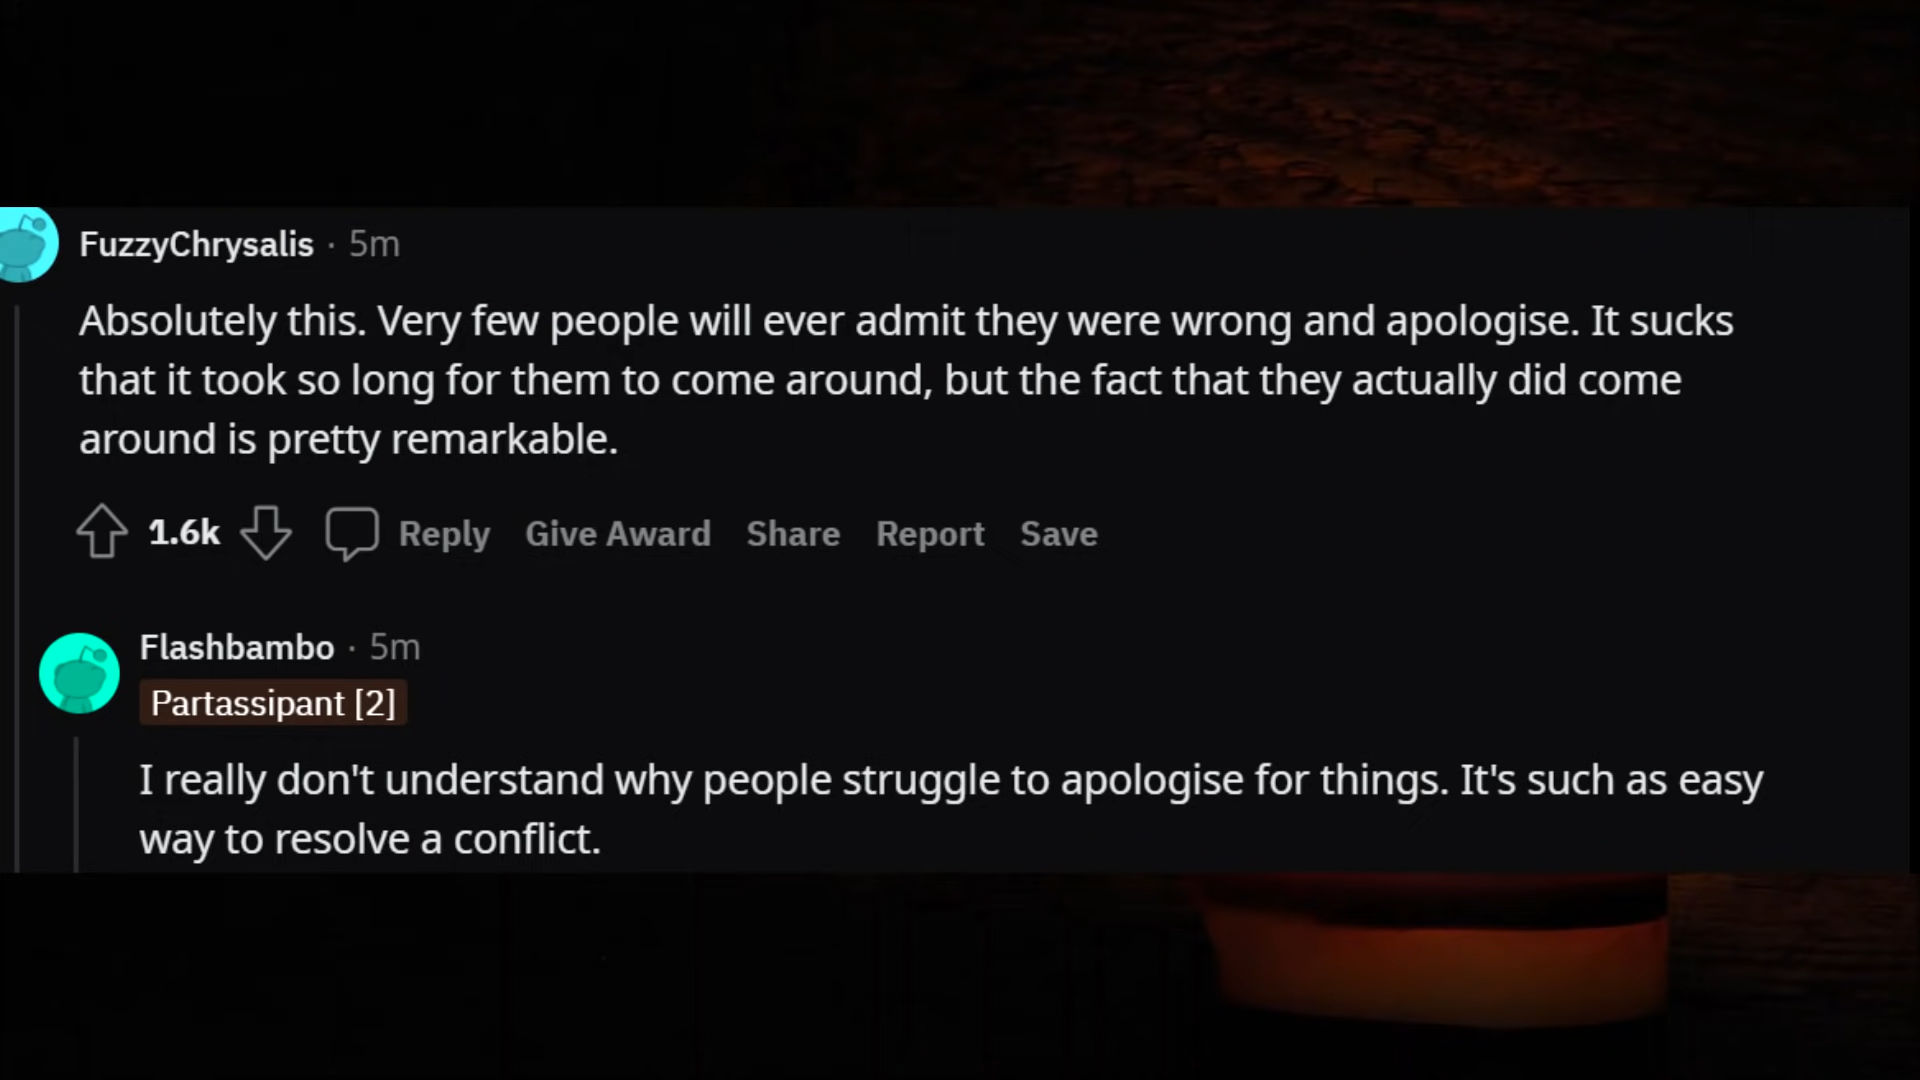 FuzzyChrysalis · 5m
Absolutely this. Very few people will ever admit they were wrong and apologise. It sucks
that it took so long for them to come around, but the fact that they actually did come
around is pretty remarkable.
1.6k Reply Give Award Share Report Save
Flashbambo · 5m
Partassipant [2]
I really don't understand why people struggle to apologise for things. It's such as easy
way to resolve a conflict.